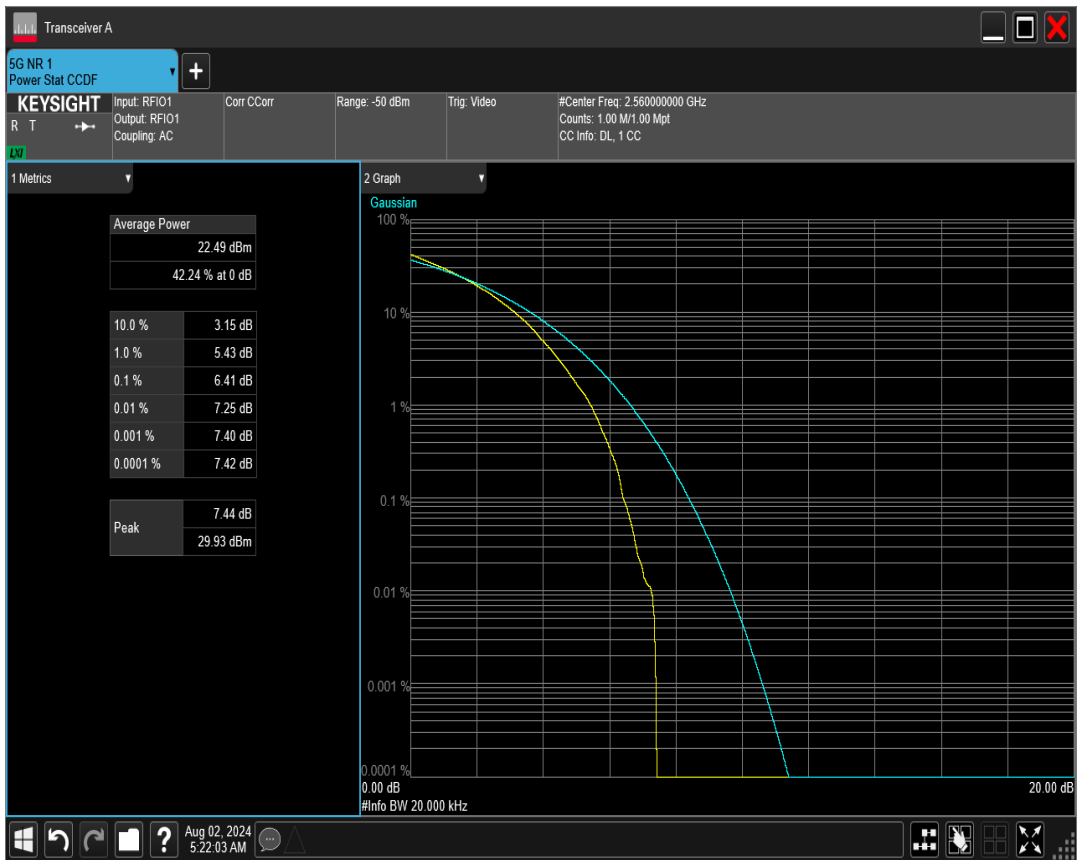 Transceiver A
5G NR 1
Power Stat CCDF
+
KEYSIGHT
R T
LXI
Input: RFIO1
Output: RFIO1
Coupling: AC
Corr CCorr
Range: -50 dBm
Trig: Video
#Center Freq: 2.560000000 GHz
Counts: 1.00 M/1.00 Mpt
CC Info: DL, 1 CC
1 Metrics
Average Power
22.49 dBm
42.24 % at 0 dB
10.0 % 3.15 dB
1.0 % 5.43 dB
0.1 % 6.41 dB
0.01 % 7.25 dB
0.001 % 7.40 dB
0.0001 % 7.42 dB
Peak
7.44 dB
29.93 dBm
2 Graph
Gaussian
100 %
10 %
1 %
0.1 %
0.01 %
0.001 %
0.0001 %
0.00 dB 20.00 dB
#Info BW 20.000 kHz
?
Aug 02, 2024
5:22:03 AM